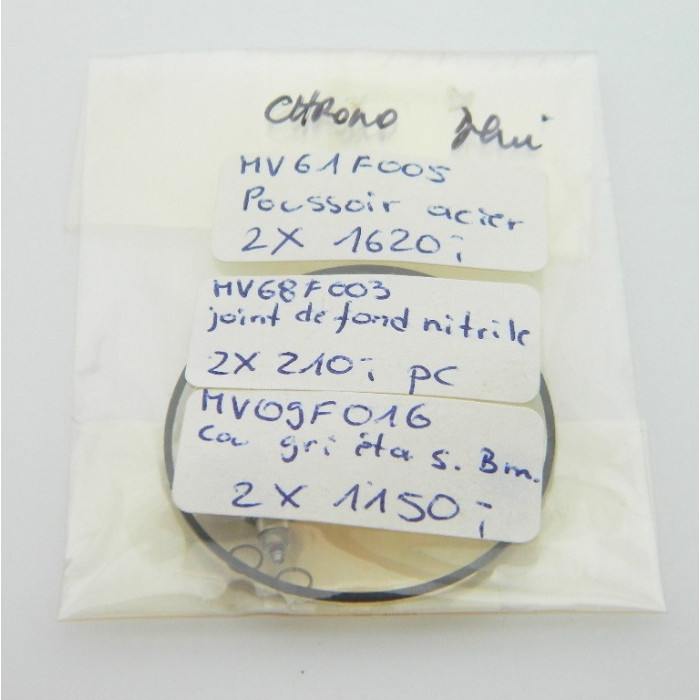 CHRONO
MV61F005
Poussoir acier
2X 1620;
MV68F003
joint de fond nitrile
2X 210; pc
MV09F016
cou gri éta s. Bm.
2X 1150;